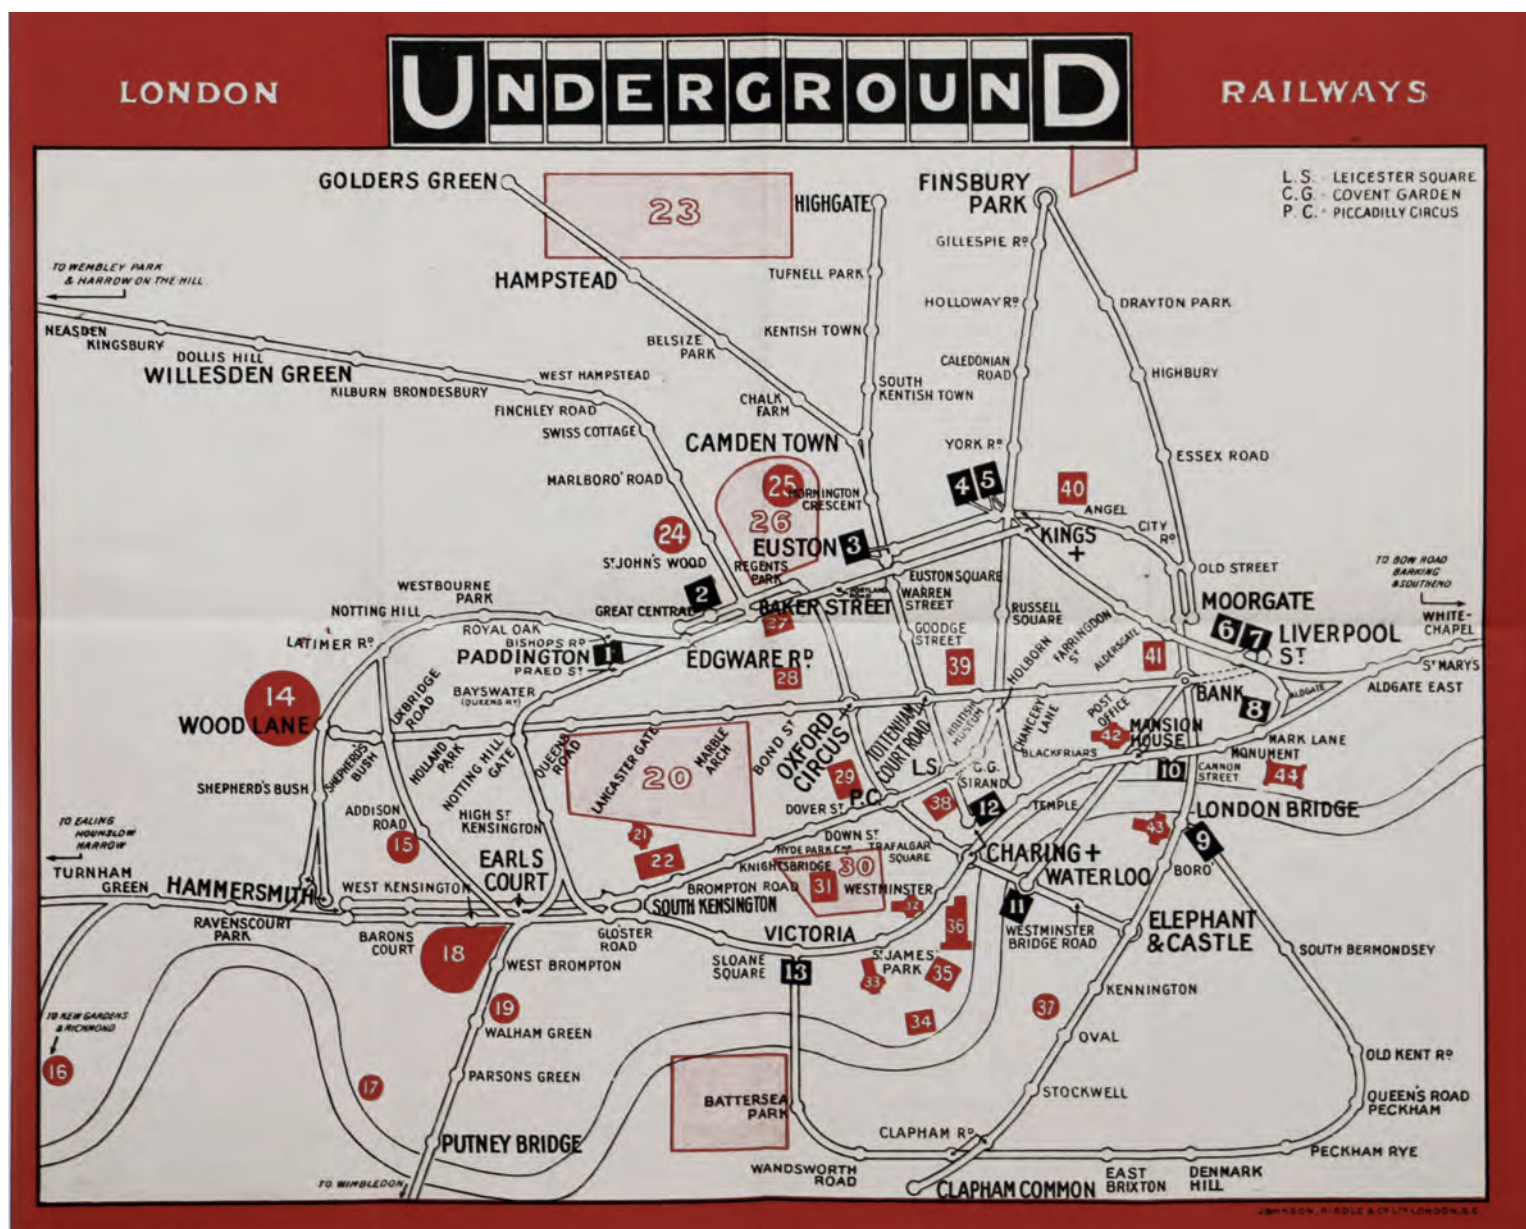 LONDON
UNDERGROUND
RAILWAYS
L. S. - LEICESTER SQUARE
C. G. - COVENT GARDEN
P. C. - PICCADILLY CIRCUS
GOLDERS GREEN
23
HIGHGATE
FINSBURY
PARK
GILLESPIE RD
TO WEMBLEY PARK
& HARROW ON THE HILL
HAMPSTEAD
TUFNELL PARK
HOLLOWAY RD
DRAYTON PARK
NEASDEN
KINGSBURY
DOLLIS HILL
WILLESDEN GREEN
KILBURN BRONDESBURY
WEST HAMPSTEAD
FINCHLEY ROAD
SWISS COTTAGE
MARLBORO' ROAD
BELSIZE
PARK
KENTISH TOWN
CALEDONIAN
ROAD
HIGHBURY
CHALK
FARM
SOUTH
KENTISH TOWN
CAMDEN TOWN
YORK RD
ESSEX ROAD
25
MORNINGTON
CRESCENT
26
4
5
40
ANGEL
CITY
RD
24
ST JOHN'S WOOD
EUSTON
3
KINGS
+
REGENTS
PARK
2
EUSTON SQUARE
OLD STREET
TO BOW ROAD
BARKING
& SOUTHEND
WESTBOURNE
PARK
NOTTING HILL
LATIMER RD
ROYAL OAK
BISHOPS RD
PADDINGTON
1
PRAED ST
GREAT CENTRAL
BAKER STREET
PORTLAND
ROAD
WARREN
STREET
RUSSELL
SQUARE
MOORGATE
6
7
LIVERPOOL
ST
WHITE-
CHAPEL
27
EDGWARE RD
28
GOODGE
STREET
39
HOLBORN
FARRINGDON
ST
ALDERSGATE
41
ST MARYS
ALDGATE EAST
ALDGATE
BANK
8
14
WOOD LANE
UXBRIDGE
ROAD
BAYSWATER
(QUEENS RD)
SHEPHERD'S
BUSH
HOLLAND
PARK
NOTTING HILL
GATE
QUEENS
ROAD
LANCASTER GATE
MARBLE
ARCH
BOND ST
OXFORD
CIRCUS
TOTTENHAM
COURT ROAD
BRITISH
MUSEUM
CHANCERY
LANE
POST
OFFICE
42
MANSION
HOUSE
BLACKFRIARS
MARK LANE
MONUMENT
10
CANNON
STREET
44
SHEPHERD'S BUSH
20
29
L.S.
C.G.
STRAND
P.C.
DOVER ST
38
12
TEMPLE
LONDON BRIDGE
43
9
TO EALING
HOUNSLOW
HARROW
ADDISON
ROAD
15
HIGH ST
KENSINGTON
21
22
DOWN ST
HYDE PARK CNR
KNIGHTSBRIDGE
30
TRAFALGAR
SQUARE
CHARING +
WATERLOO
BORO'
TURNHAM
GREEN
HAMMERSMITH
WEST KENSINGTON
EARLS
COURT
BROMPTON ROAD
31
WESTMINSTER
32
SOUTH KENSINGTON
11
RAVENSCOURT
PARK
BARONS
COURT
18
GLOSTER
ROAD
VICTORIA
36
WESTMINSTER
BRIDGE ROAD
ELEPHANT
& CASTLE
SOUTH BERMONDSEY
WEST BROMPTON
SLOANE
SQUARE
13
ST JAMES'
PARK
33
35
KENNINGTON
TO KEW GARDENS
& RICHMOND
19
WALHAM GREEN
34
37
OVAL
16
17
PARSONS GREEN
STOCKWELL
OLD KENT RD
BATTERSEA
PARK
QUEEN'S ROAD
PECKHAM
PUTNEY BRIDGE
CLAPHAM RD
PECKHAM RYE
TO WIMBLEDON
WANDSWORTH
ROAD
CLAPHAM COMMON
EAST
BRIXTON
DENMARK
HILL
JOHNSON, RIDDLE & CO LTD LONDON, S.E.